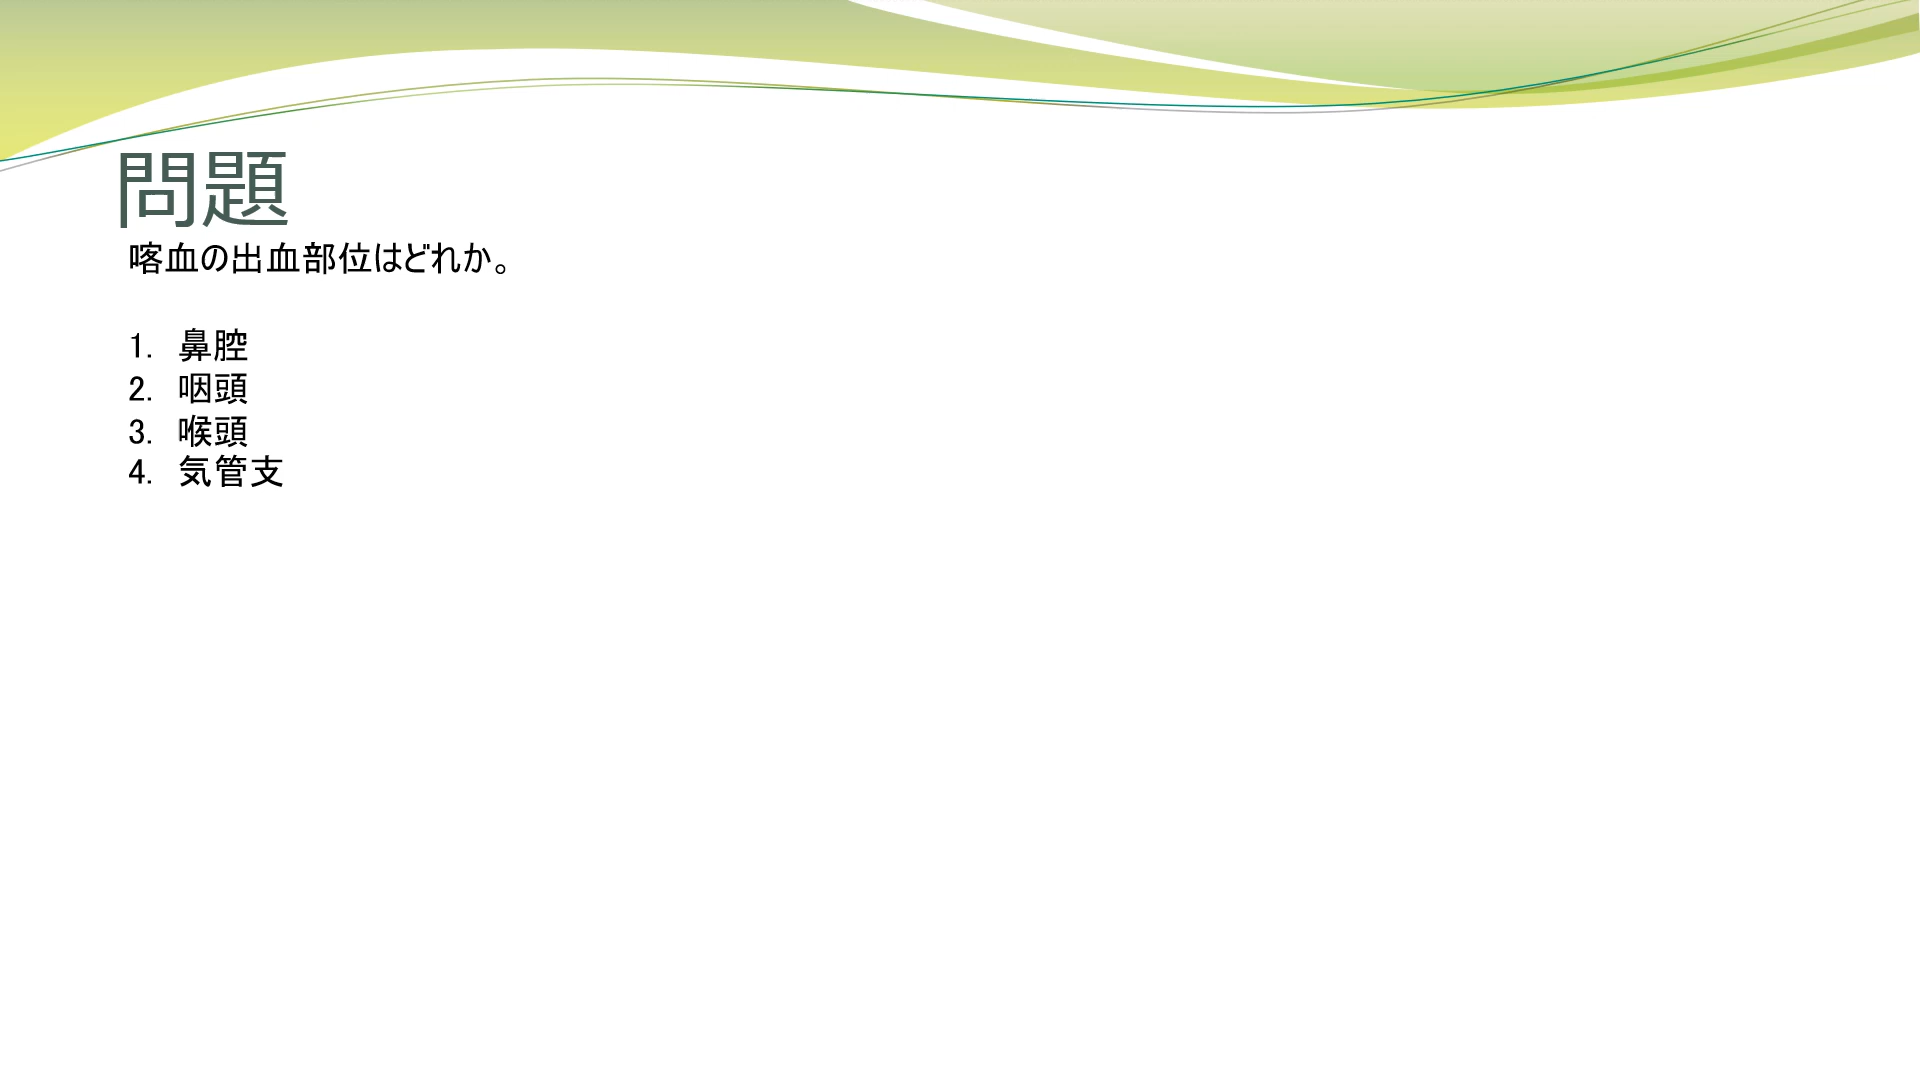 問題
喀血の出血部位はどれか。
1. 鼻腔
2. 咽頭
3. 喉頭
4. 気管支